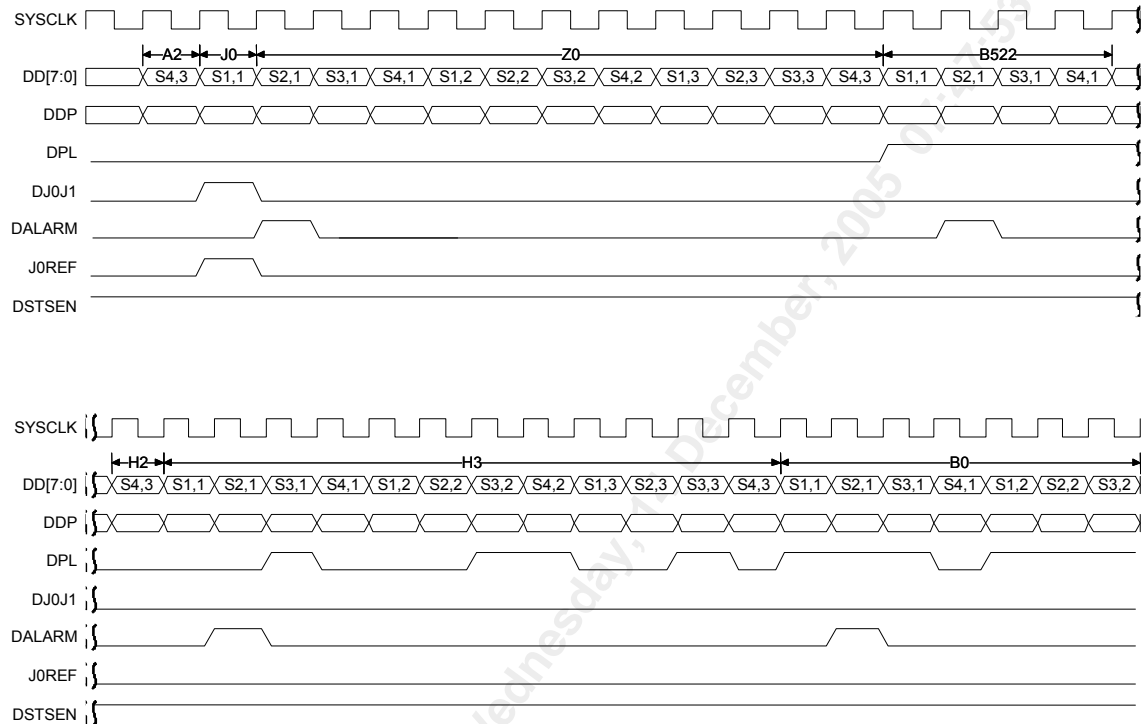 SYSCLK
A2 J0 Z0 B522
DD[7:0] S4,3 S1,1 S2,1 S3,1 S4,1 S1,2 S2,2 S3,2 S4,2 S1,3 S2,3 S3,3 S4,3 S1,1 S2,1 S3,1 S4,1
DDP
DPL
DJ0J1
DALARM
J0REF
DSTSEN
SYSCLK
H2 H3 B0
DD[7:0] S4,3 S1,1 S2,1 S3,1 S4,1 S1,2 S2,2 S3,2 S4,2 S1,3 S2,3 S3,3 S4,3 S1,1 S2,1 S3,1 S4,1 S1,2 S2,2 S3,2
DDP
DPL
DJ0J1
DALARM
J0REF
DSTSEN
December, 2005